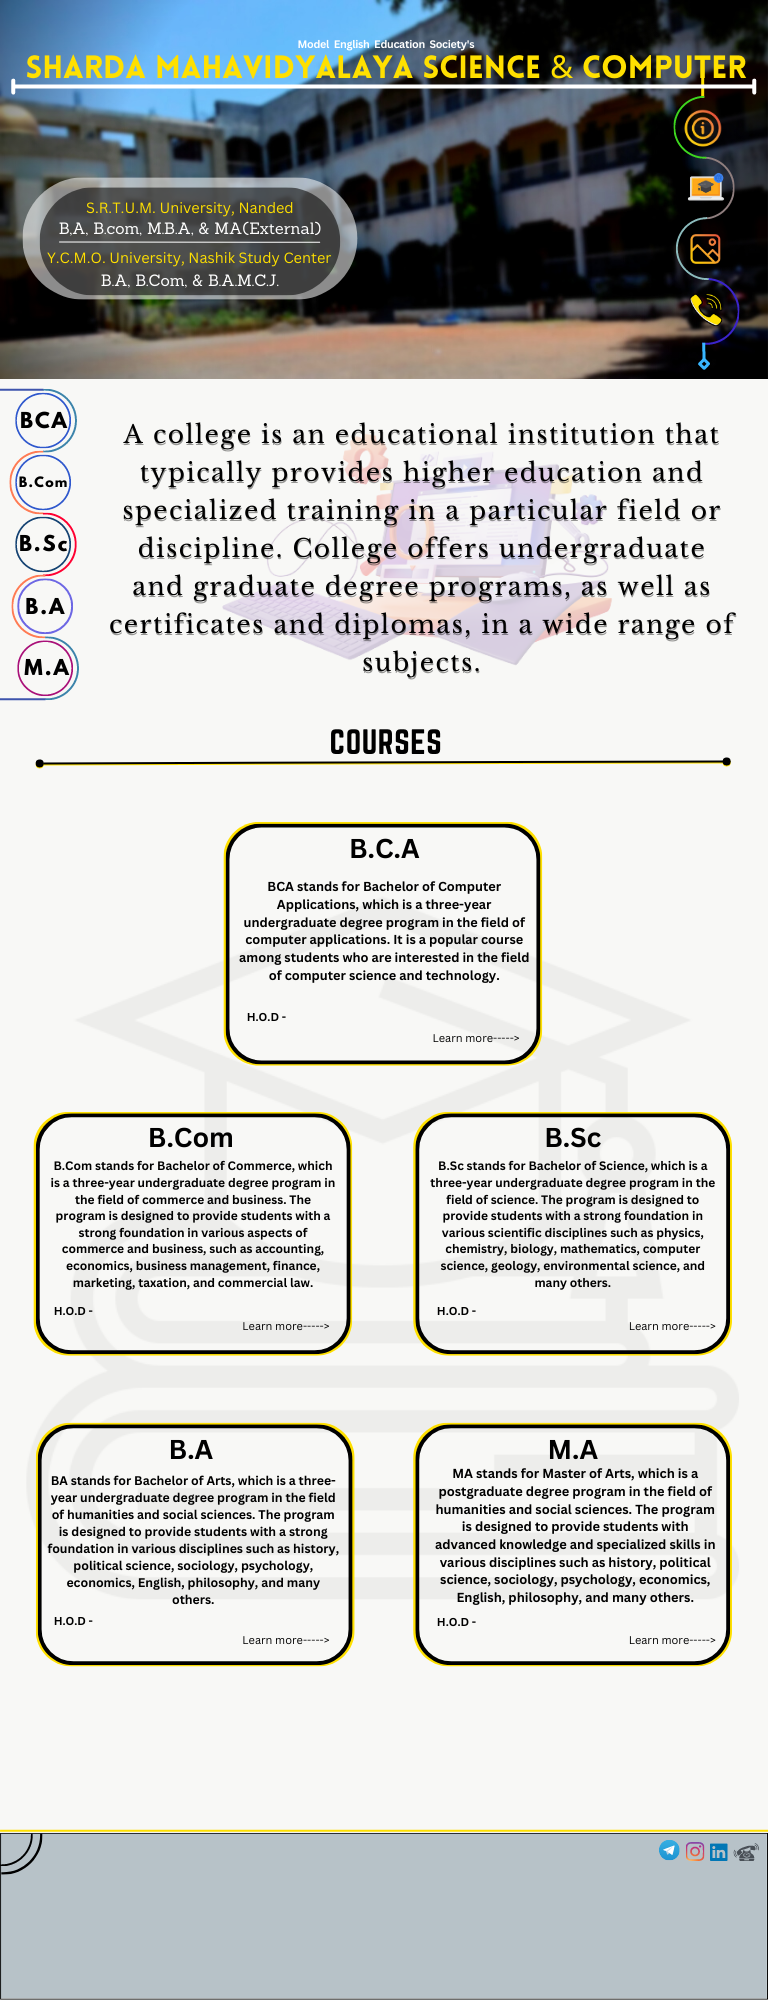 Model English Education Society's
SHARDA MAHAVIDYALAYA SCIENCE & COMPUTER
S.R.T.U.M. University, Nanded
B,A, B.com, M.B.A, & MA(External)
Y.C.M.O. University, Nashik Study Center
B.A, B.Com, & B.A.M.C.J.
BCA
B.Com
B.Sc
B.A
M.A
A college is an educational institution that
typically provides higher education and
specialized training in a particular field or
discipline. College offers undergraduate
and graduate degree programs, as well as
certificates and diplomas, in a wide range of
subjects.
COURSES
B.C.A
BCA stands for Bachelor of Computer
Applications, which is a three-year
undergraduate degree program in the field of
computer applications. It is a popular course
among students who are interested in the field
of computer science and technology.
H.O.D -
Learn more----->
B.Com
B.Com stands for Bachelor of Commerce, which
is a three-year undergraduate degree program in
the field of commerce and business. The
program is designed to provide students with a
strong foundation in various aspects of
commerce and business, such as accounting,
economics, business management, finance,
marketing, taxation, and commercial law.
H.O.D -
Learn more----->
B.Sc
B.Sc stands for Bachelor of Science, which is a
three-year undergraduate degree program in the
field of science. The program is designed to
provide students with a strong foundation in
various scientific disciplines such as physics,
chemistry, biology, mathematics, computer
science, geology, environmental science, and
many others.
H.O.D -
Learn more----->
B.A
BA stands for Bachelor of Arts, which is a three-
year undergraduate degree program in the field
of humanities and social sciences. The program
is designed to provide students with a strong
foundation in various disciplines such as history,
political science, sociology, psychology,
economics, English, philosophy, and many
others.
H.O.D -
Learn more----->
M.A
MA stands for Master of Arts, which is a
postgraduate degree program in the field of
humanities and social sciences. The program
is designed to provide students with
advanced knowledge and specialized skills in
various disciplines such as history, political
science, sociology, psychology, economics,
English, philosophy, and many others.
H.O.D -
Learn more----->
in